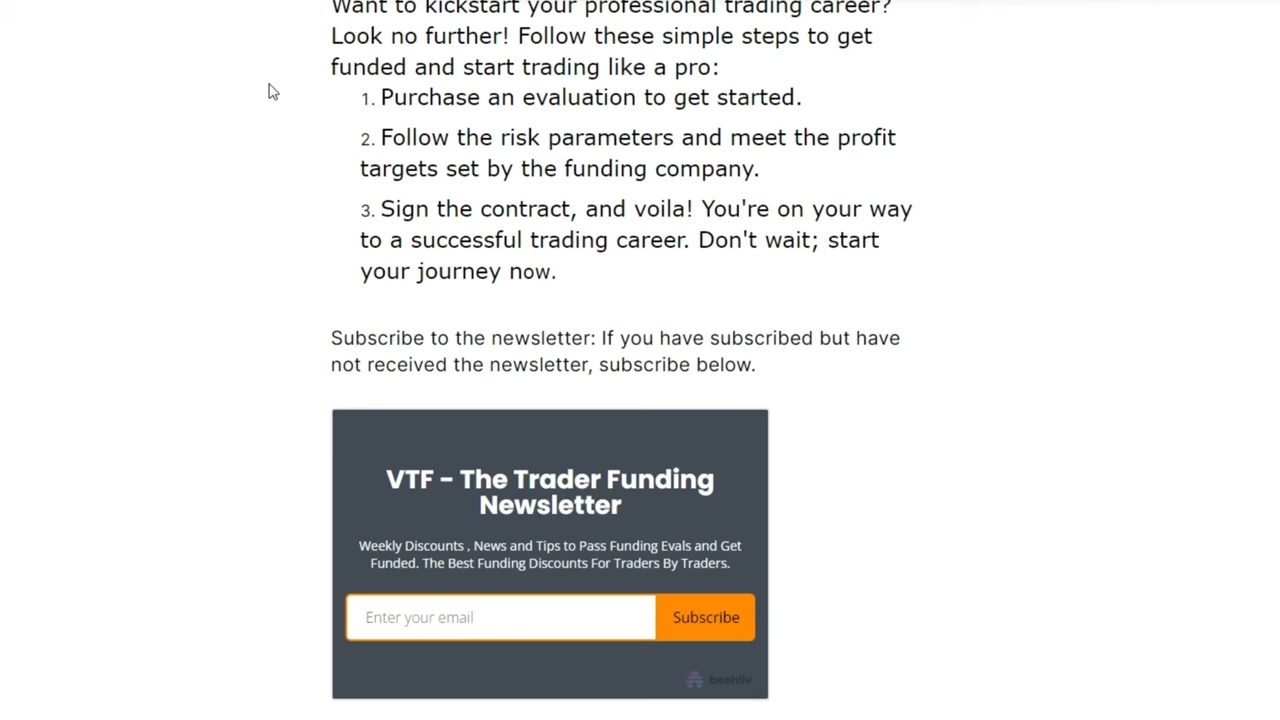 Want to kickstart your professional trading career?
Look no further! Follow these simple steps to get
funded and start trading like a pro:
1. Purchase an evaluation to get started.
2. Follow the risk parameters and meet the profit
targets set by the funding company.
3. Sign the contract, and voila! You're on your way
to a successful trading career. Don't wait; start
your journey now.
Subscribe to the newsletter: If you have subscribed but have
not received the newsletter, subscribe below.
VTF - The Trader Funding
Newsletter
Weekly Discounts , News and Tips to Pass Funding Evals and Get
Funded. The Best Funding Discounts For Traders By Traders.
Enter your email
Subscribe
beehiiv